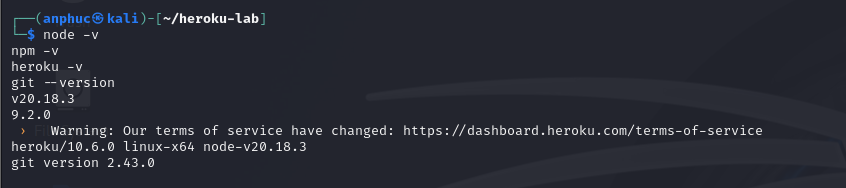 ┌──(anphuc㉿kali)-[~/heroku-lab]
└─$ node -v
npm -v
heroku -v
git --version
v20.18.3
9.2.0
 ›   Warning: Our terms of service have changed: https://dashboard.heroku.com/terms-of-service
heroku/10.6.0 linux-x64 node-v20.18.3
git version 2.43.0